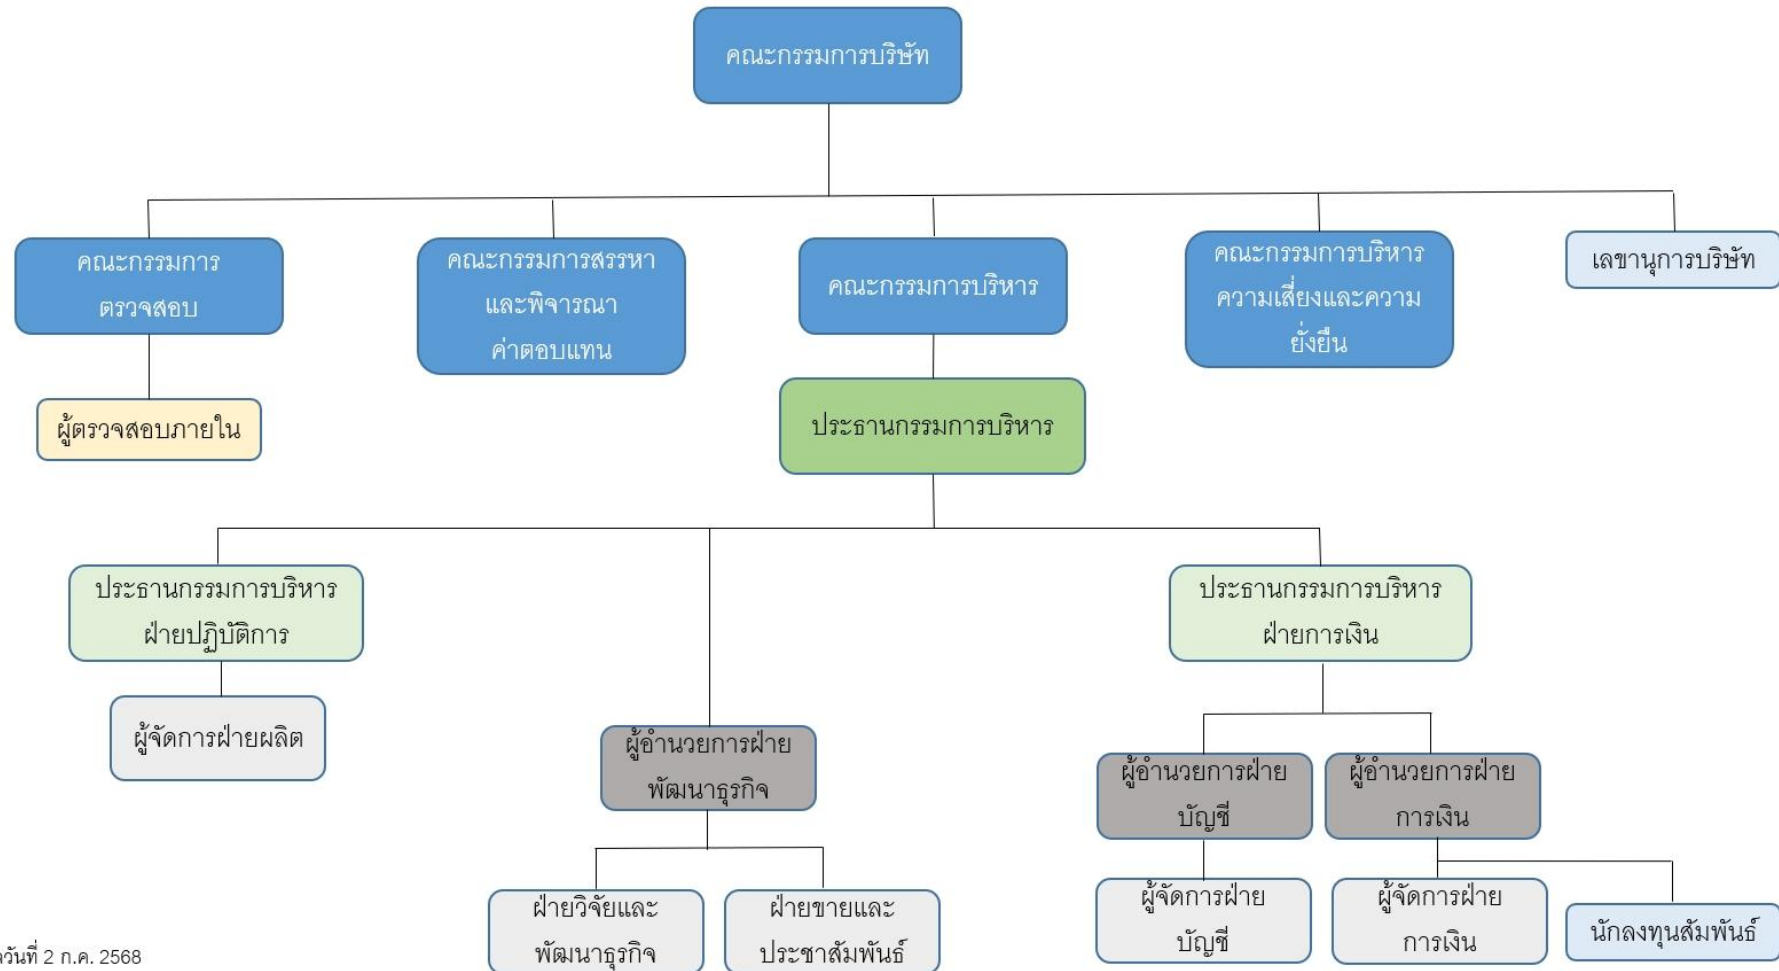 คณะกรรมการบริษัท
คณะกรรมการ
ตรวจสอบ
คณะกรรมการสรรหา
และพิจารณา
ค่าตอบแทน
คณะกรรมการบริหาร
คณะกรรมการบริหาร
ความเสี่ยงและความ
ยั่งยืน
เลขานุการบริษัท
ผู้ตรวจสอบภายใน
ประธานกรรมการบริหาร
ประธานกรรมการบริหาร
ฝ่ายปฏิบัติการ
ประธานกรรมการบริหาร
ฝ่ายการเงิน
ผู้จัดการฝ่ายผลิต
ผู้อำนวยการฝ่าย
พัฒนาธุรกิจ
ผู้อำนวยการฝ่าย
บัญชี
ผู้อำนวยการฝ่าย
การเงิน
ฝ่ายวิจัยและ
พัฒนาธุรกิจ
ฝ่ายขายและ
ประชาสัมพันธ์
ผู้จัดการฝ่าย
บัญชี
ผู้จัดการฝ่าย
การเงิน
นักลงทุนสัมพันธ์
วันที่ 2 ก.ค. 2568